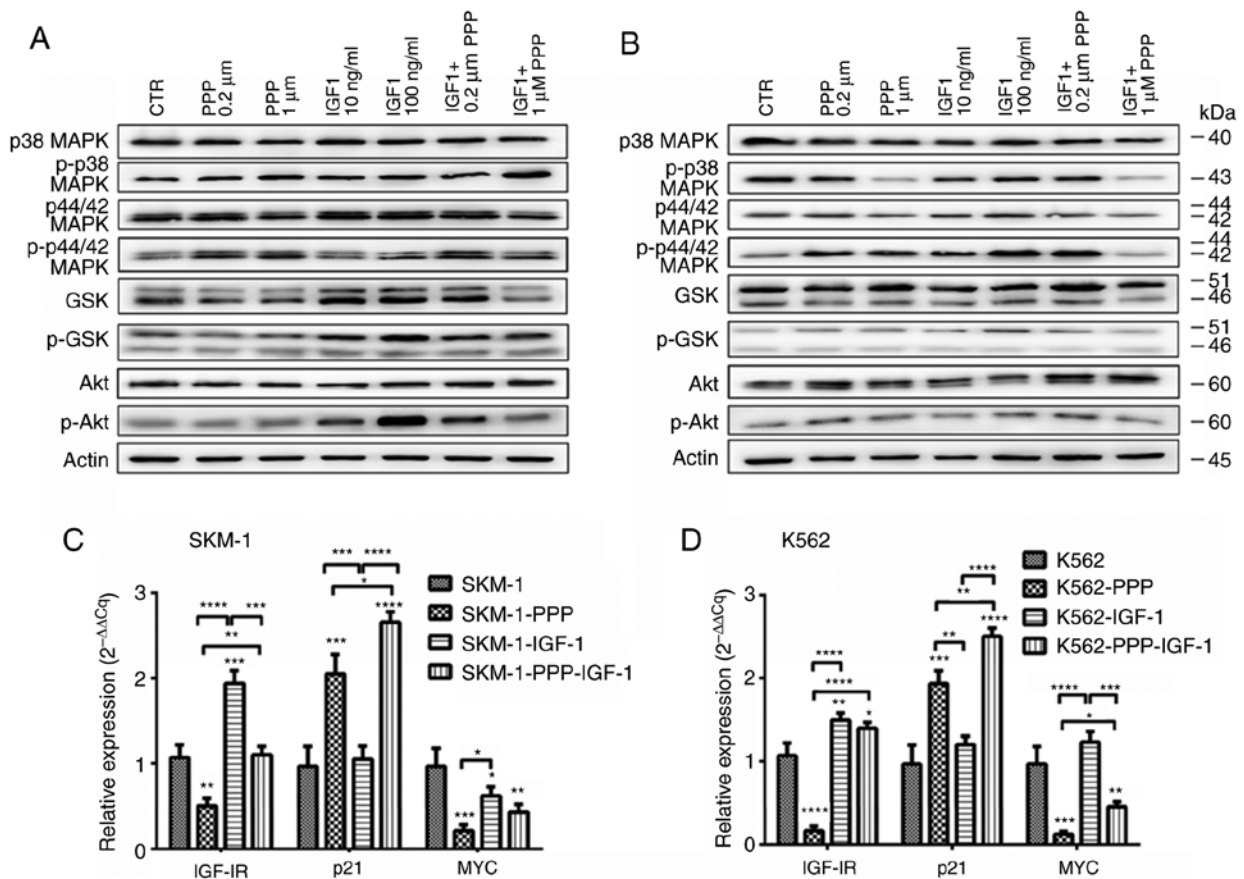 A
CTR
PPP
0.2 μm
PPP
1 μm
IGF1
10 ng/ml
IGF1
100 ng/ml
IGF1+
0.2 μm PPP
IGF1+
1 μM PPP
p38 MAPK
p-p38
MAPK
p44/42
MAPK
p-p44/42
MAPK
GSK
p-GSK
Akt
p-Akt
Actin
B
CTR
PPP
0.2 μm
PPP
1 μm
IGF1
10 ng/ml
IGF1
100 ng/ml
IGF1+
0.2 μm PPP
IGF1+
1 μM PPP
kDa
p38 MAPK
40
p-p38
MAPK
43
p44/42
MAPK
44
42
p-p44/42
MAPK
44
42
GSK
51
46
p-GSK
51
46
Akt
60
p-Akt
60
Actin
45
C
SKM-1
Relative expression (2^−ΔΔCq)
3
2
1
0
**
****
***
**
***
***
***
****
*
****
***
*
*
**
IGF-IR
p21
MYC
SKM-1
SKM-1-PPP
SKM-1-IGF-1
SKM-1-PPP-IGF-1
D
K562
Relative expression (2^−ΔΔCq)
3
2
1
0
****
****
****
**
*
***
****
**
**
****
***
****
***
*
**
IGF-IR
p21
MYC
K562
K562-PPP
K562-IGF-1
K562-PPP-IGF-1